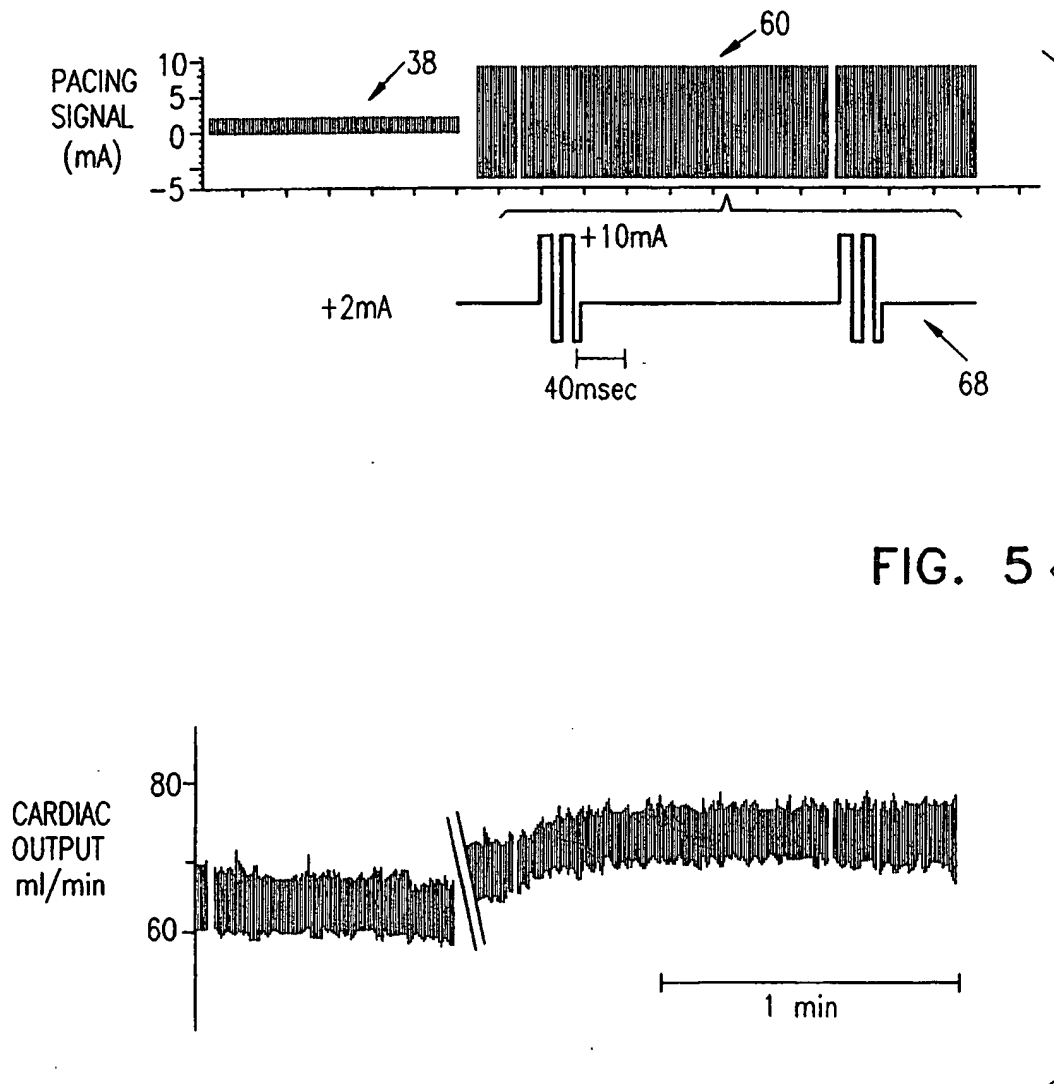 60
38
PACING
SIGNAL
(mA)
10
5
0
-5
+10mA
+2mA
40msec
68
FIG. 5
CARDIAC
OUTPUT
ml/min
80
60
1 min